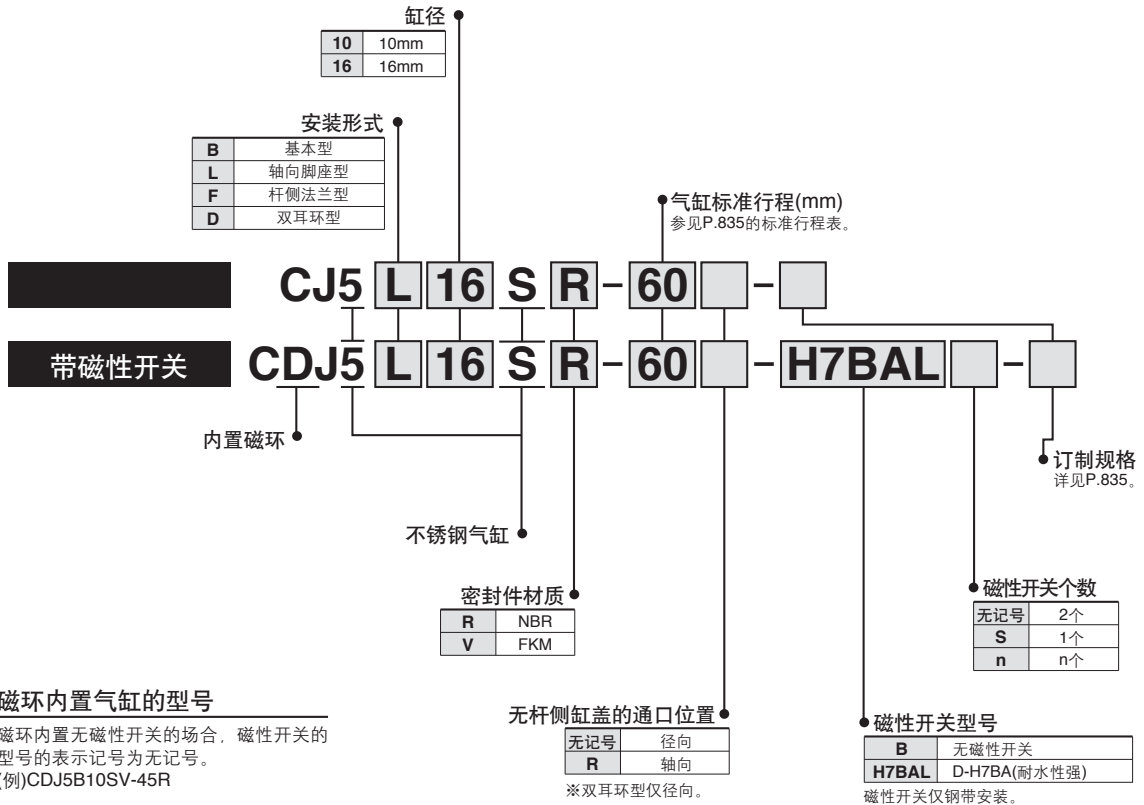 缸径
10 10mm
16 16mm
安装形式
B 基本型
L 轴向脚座型
F 杆侧法兰型
D 双耳环型
气缸标准行程(mm)
参见P.835的标准行程表。
CJ5 L 16 S R - 60 -
带磁性开关 CDJ5 L 16 S R - 60 - H7BAL -
内置磁环
订制规格
详见P.835。
不锈钢气缸
密封件材质
R NBR
V FKM
磁性开关个数
无记号 2个
S 1个
n n个
磁环内置气缸的型号
磁环内置无磁性开关的场合，磁性开关的
型号的表示记号为无记号。
(例)CDJ5B10SV-45R
无杆侧缸盖的通口位置
无记号 径向
R 轴向
※双耳环型仅径向。
磁性开关型号
B 无磁性开关
H7BAL D-H7BA(耐水性强)
磁性开关仅钢带安装。